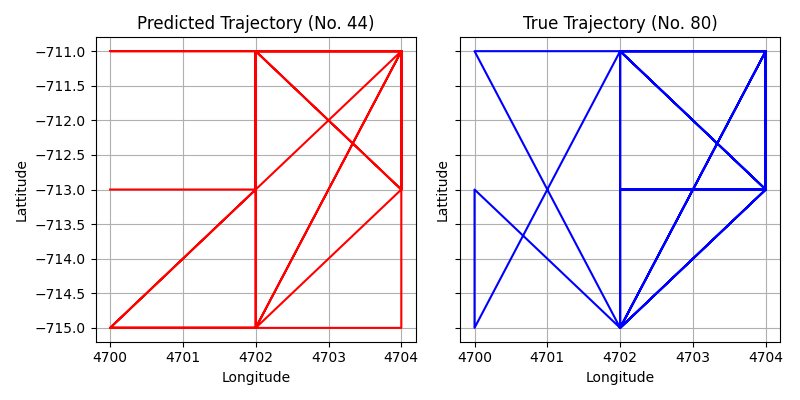 Predicted Trajectory (No. 44)
True Trajectory (No. 80)
−711.0
−711.5
−712.0
−712.5
−713.0
−713.5
−714.0
−714.5
−715.0
Lattitude
Lattitude
4700 4701 4702 4703 4704
4700 4701 4702 4703 4704
Longitude
Longitude